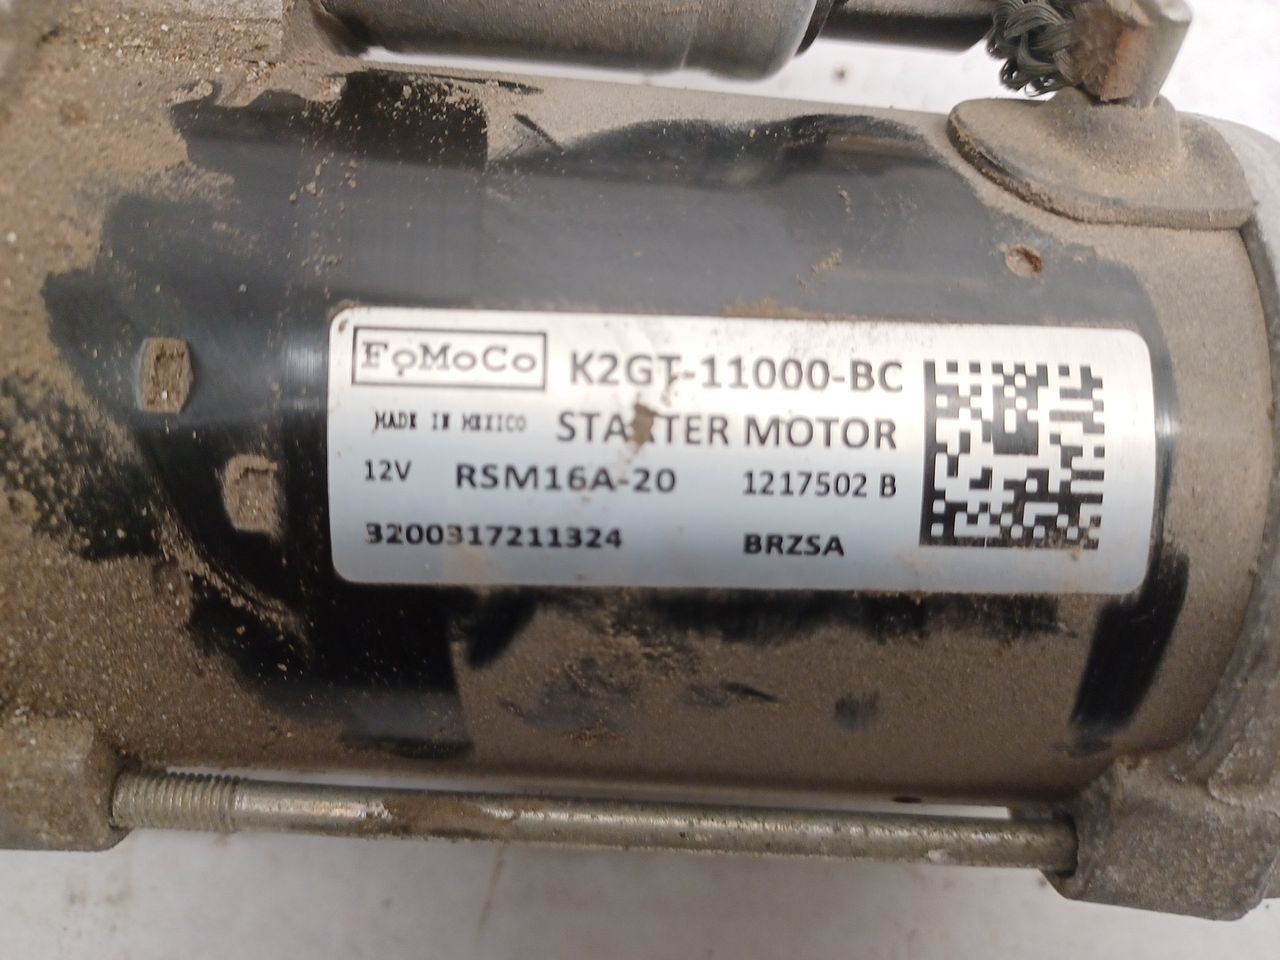 FoMoCo K2GT-11000-BC
MADE IN MEXICO STARTER MOTOR
12V RSM16A-20 1217502 B
3200317211324 BRZSA